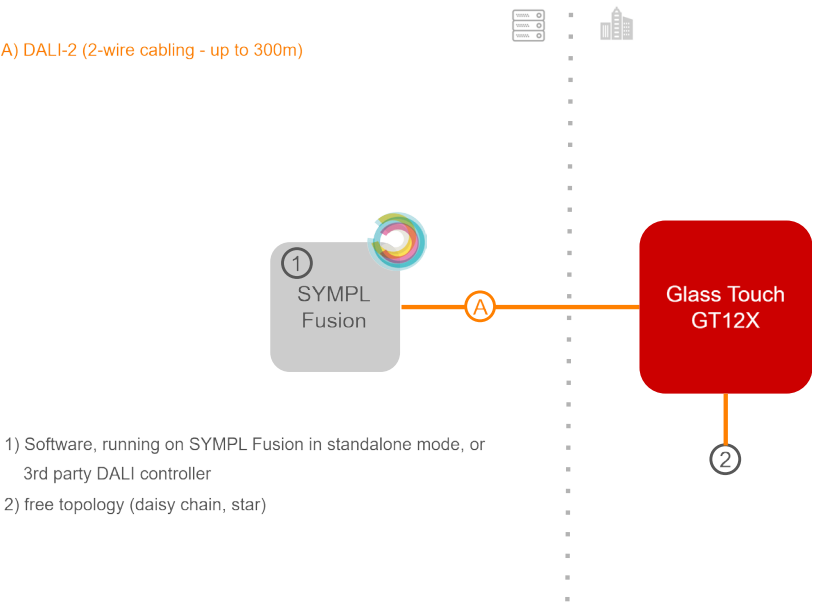 A) DALI-2 (2-wire cabling - up to 300m)
1
SYMPL
Fusion
A
Glass Touch
GT12X
2
1) Software, running on SYMPL Fusion in standalone mode, or
3rd party DALI controller
2) free topology (daisy chain, star)